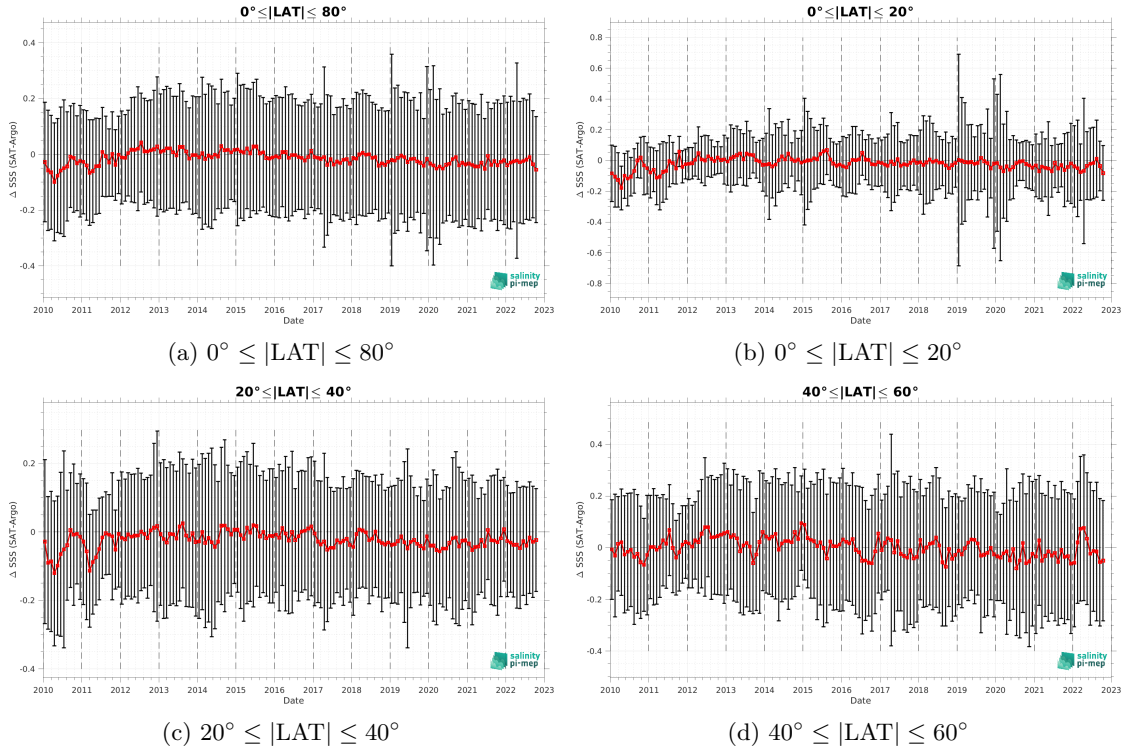 0°≤|LAT|≤ 80°
Δ SSS (SAT-Argo)
0.4
0.2
0
-0.2
-0.4
2010 2011 2012 2013 2014 2015 2016 2017 2018 2019 2020 2021 2022 2023
Date
salinity
pi-mep
(a) 0° ≤ |LAT| ≤ 80°
0°≤|LAT|≤ 20°
Δ SSS (SAT-Argo)
0.8
0.6
0.4
0.2
0
-0.2
-0.4
-0.6
-0.8
2010 2011 2012 2013 2014 2015 2016 2017 2018 2019 2020 2021 2022 2023
Date
salinity
pi-mep
(b) 0° ≤ |LAT| ≤ 20°
20°≤|LAT|≤ 40°
Δ SSS (SAT-Argo)
0.2
0
-0.2
-0.4
2010 2011 2012 2013 2014 2015 2016 2017 2018 2019 2020 2021 2022 2023
Date
salinity
pi-mep
(c) 20° ≤ |LAT| ≤ 40°
40°≤|LAT|≤ 60°
Δ SSS (SAT-Argo)
0.4
0.2
0
-0.2
-0.4
2010 2011 2012 2013 2014 2015 2016 2017 2018 2019 2020 2021 2022 2023
Date
salinity
pi-mep
(d) 40° ≤ |LAT| ≤ 60°